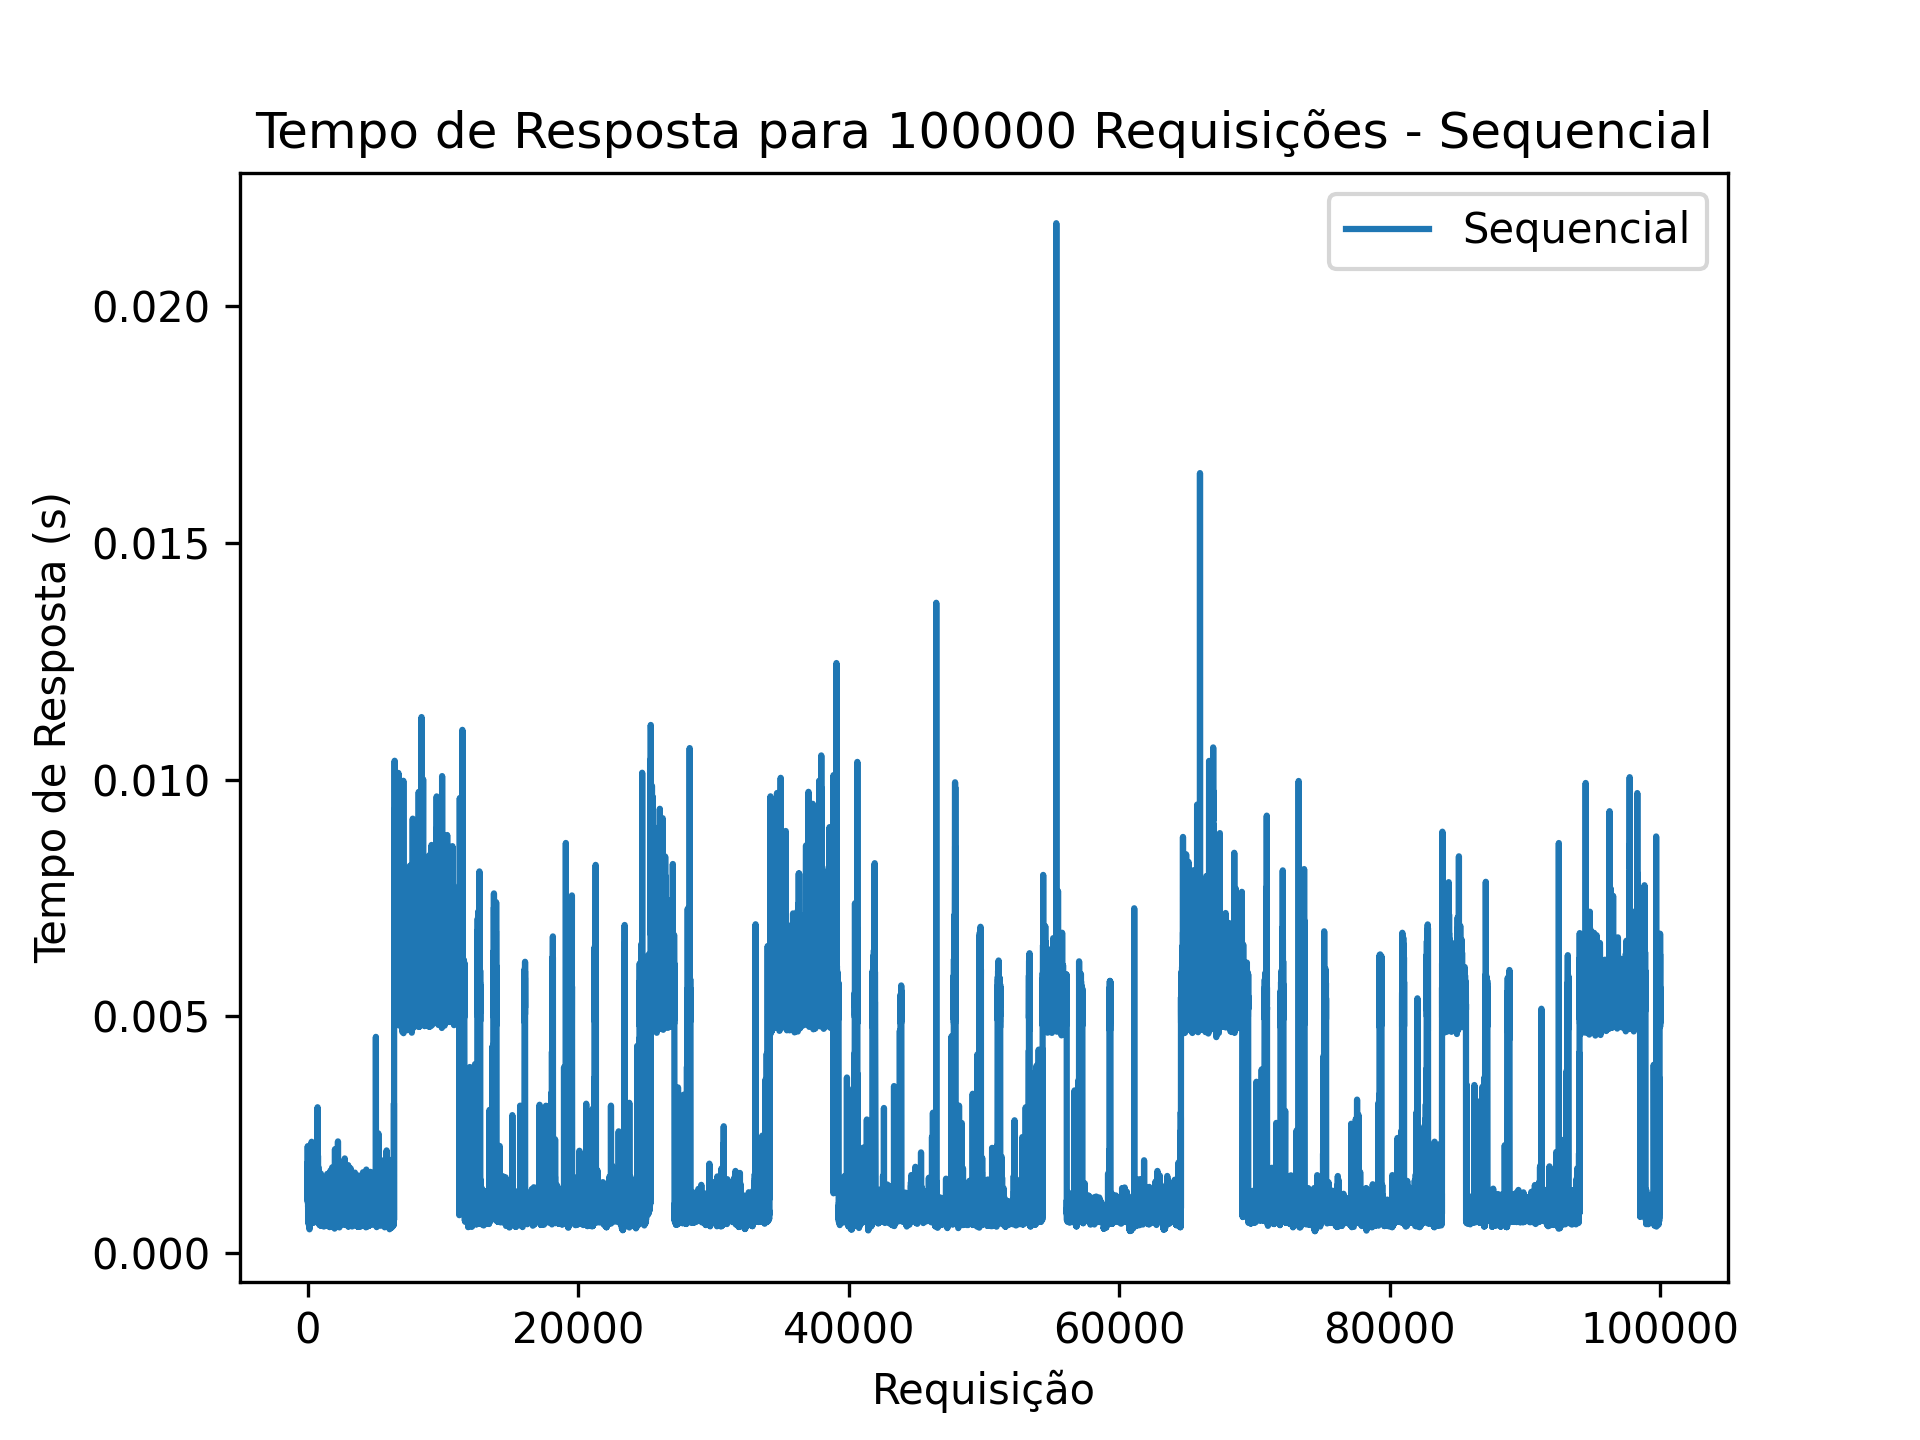 Tempo de Resposta para 100000 Requisições - Sequencial
Sequencial
Tempo de Resposta (s)
0.020
0.015
0.010
0.005
0.000
0 20000 40000 60000 80000 100000
Requisição